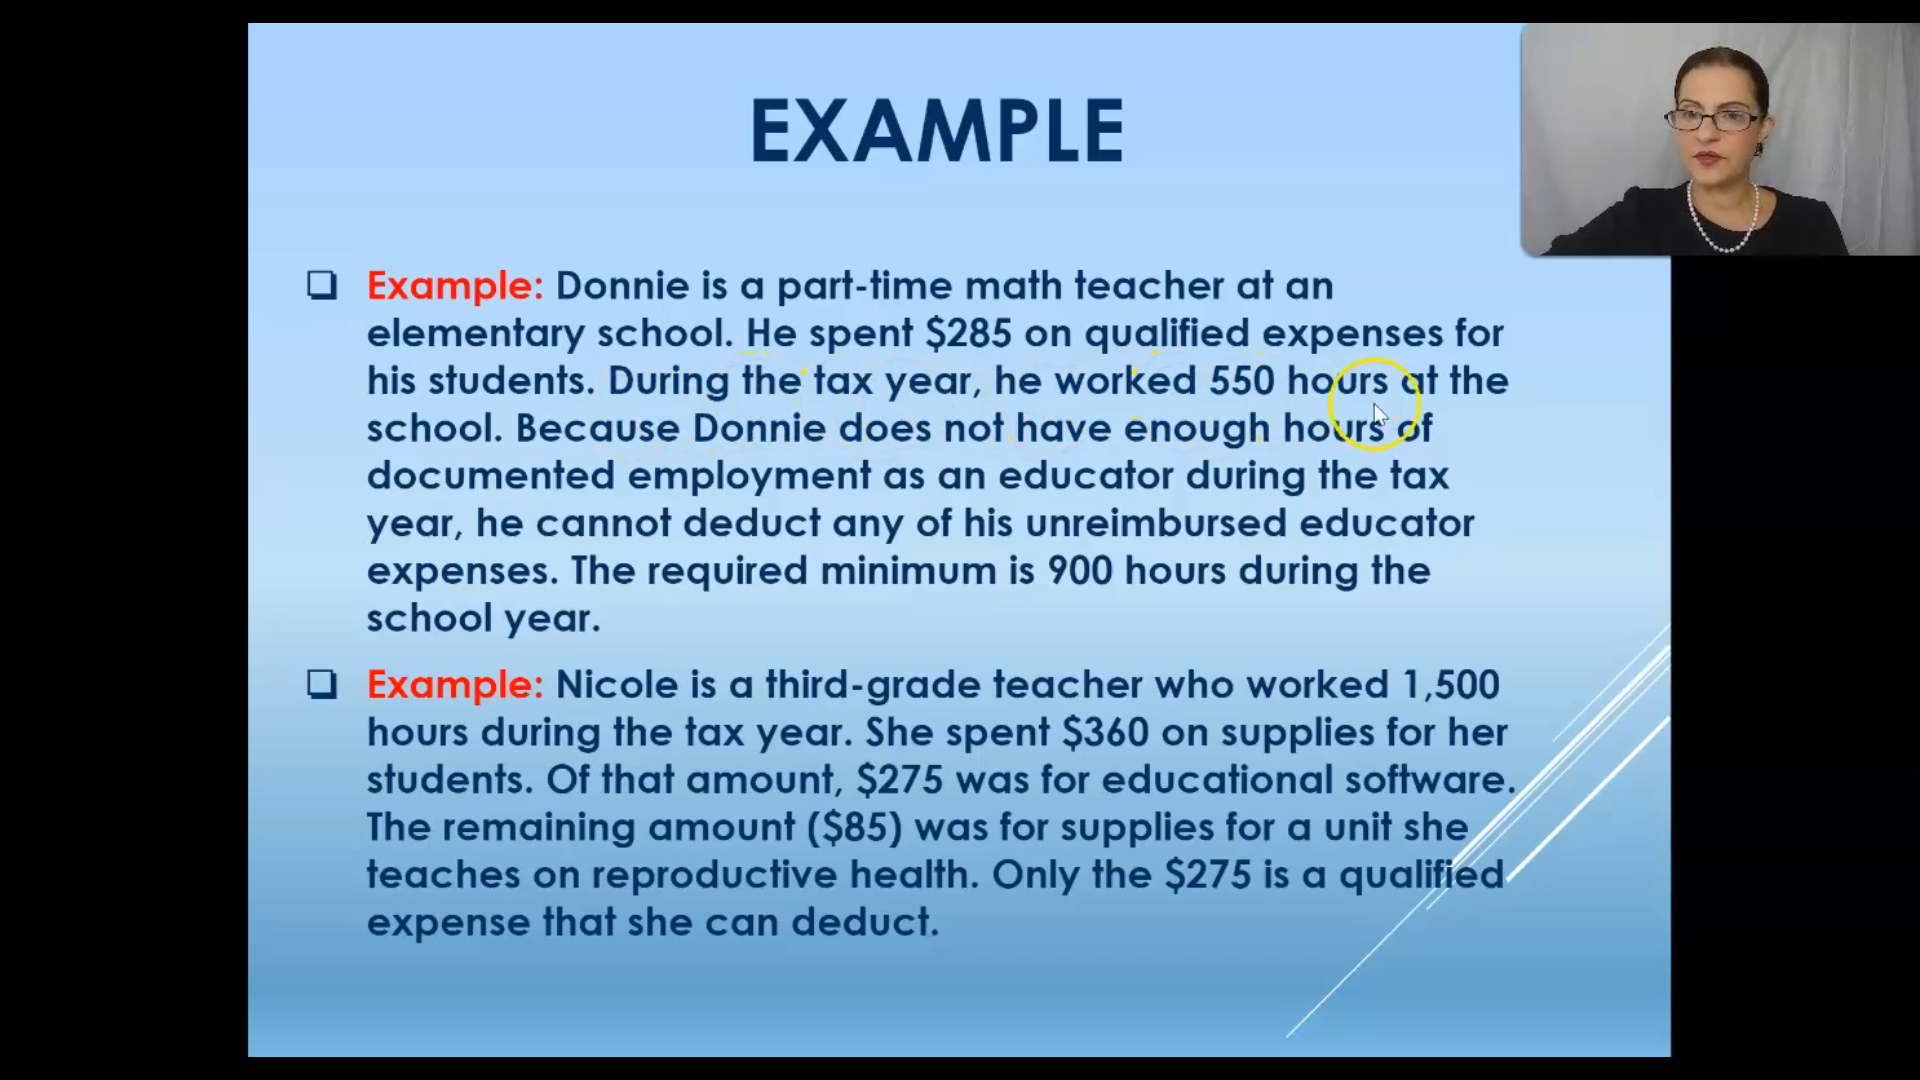 EXAMPLE
Example: Donnie is a part-time math teacher at an
elementary school. He spent $285 on qualified expenses for
his students. During the tax year, he worked 550 hours at the
school. Because Donnie does not have enough hours of
documented employment as an educator during the tax
year, he cannot deduct any of his unreimbursed educator
expenses. The required minimum is 900 hours during the
school year.
Example: Nicole is a third-grade teacher who worked 1,500
hours during the tax year. She spent $360 on supplies for her
students. Of that amount, $275 was for educational software.
The remaining amount ($85) was for supplies for a unit she
teaches on reproductive health. Only the $275 is a qualified
expense that she can deduct.